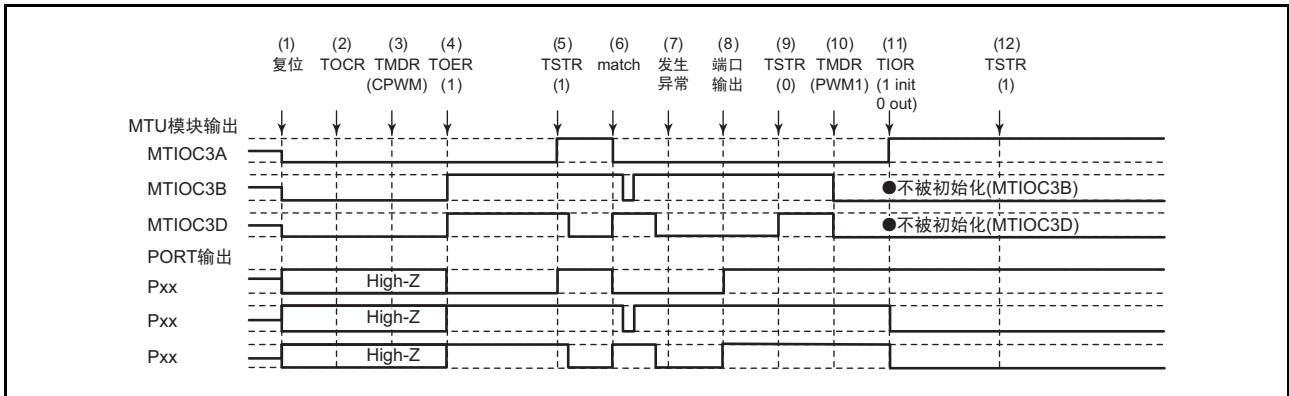 (1) (2) (3) (4) (5) (6) (7) (8) (9) (10) (11) (12)
复位 TOCR TMDR TOER TSTR match 发生 端口 TSTR TMDR TIOR TSTR
(CPWM) (1) (1) 异常 输出 (0) (PWM1) (1 init (1)
0 out)
MTU模块输出
MTIOC3A
MTIOC3B ●不被初始化(MTIOC3B)
MTIOC3D ●不被初始化(MTIOC3D)
PORT输出
Pxx High-Z
Pxx High-Z
Pxx High-Z